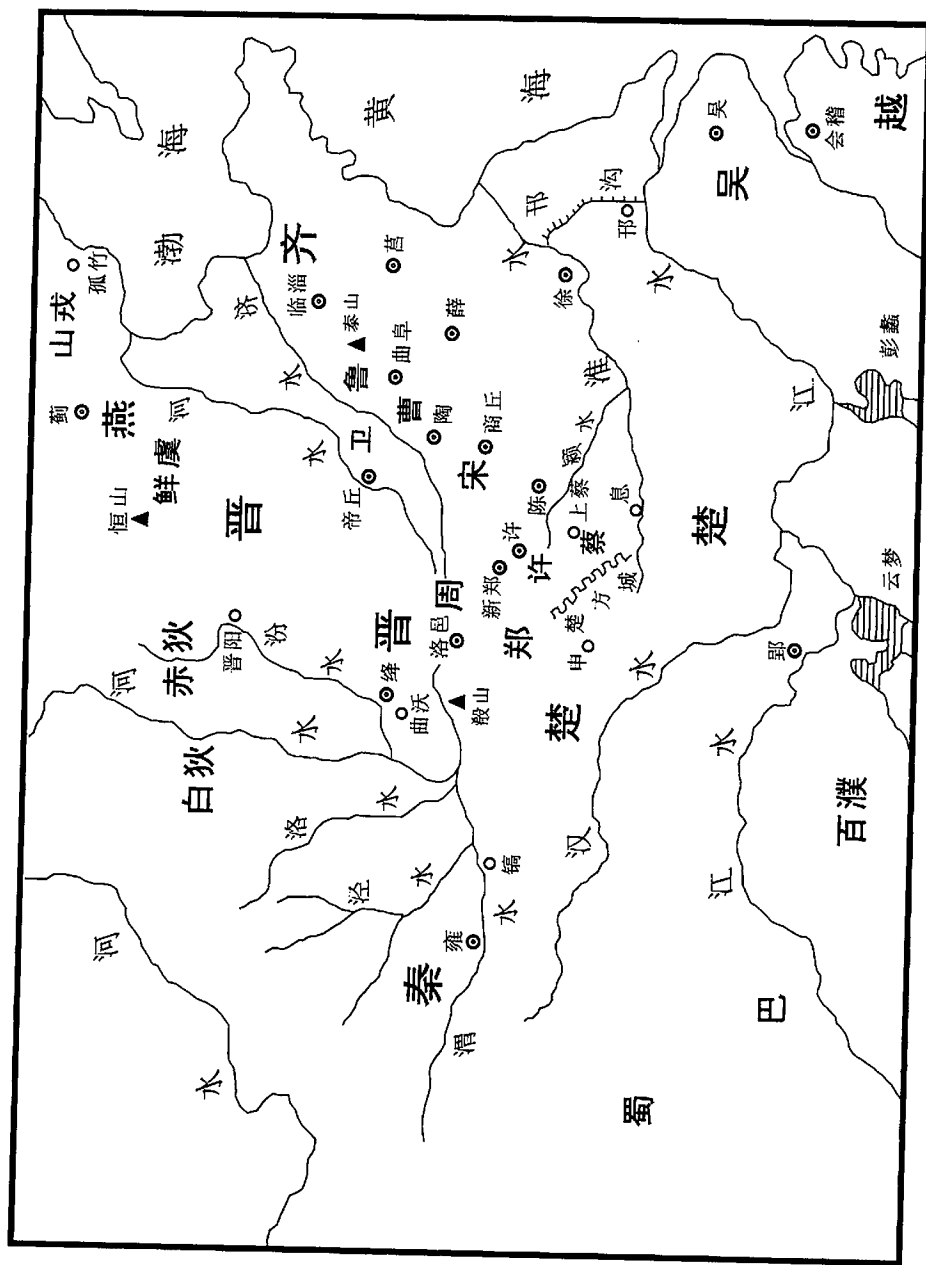 山戎
孤竹
渤海
黄海
蓟
燕
鲜虞
恒山
河水
晋
济水
齐
临淄
莒
泰山
鲁
曲阜
薛
曹
陶
卫
帝丘
宋
商丘
赤狄
晋阳
汾水
白狄
河水
晋
绛
曲沃
周
洛邑
殽山
洛水
泾水
河水
秦
雍
渭水
镐
新郑
许
许
郑
陈
颍水
上蔡
蔡
息
楚方城
申
楚
楚
淮水
徐
邗沟
邗
吴
吴
会稽
越
江水
彭蠡
云梦
郢
汉水
江水
百濮
巴
蜀